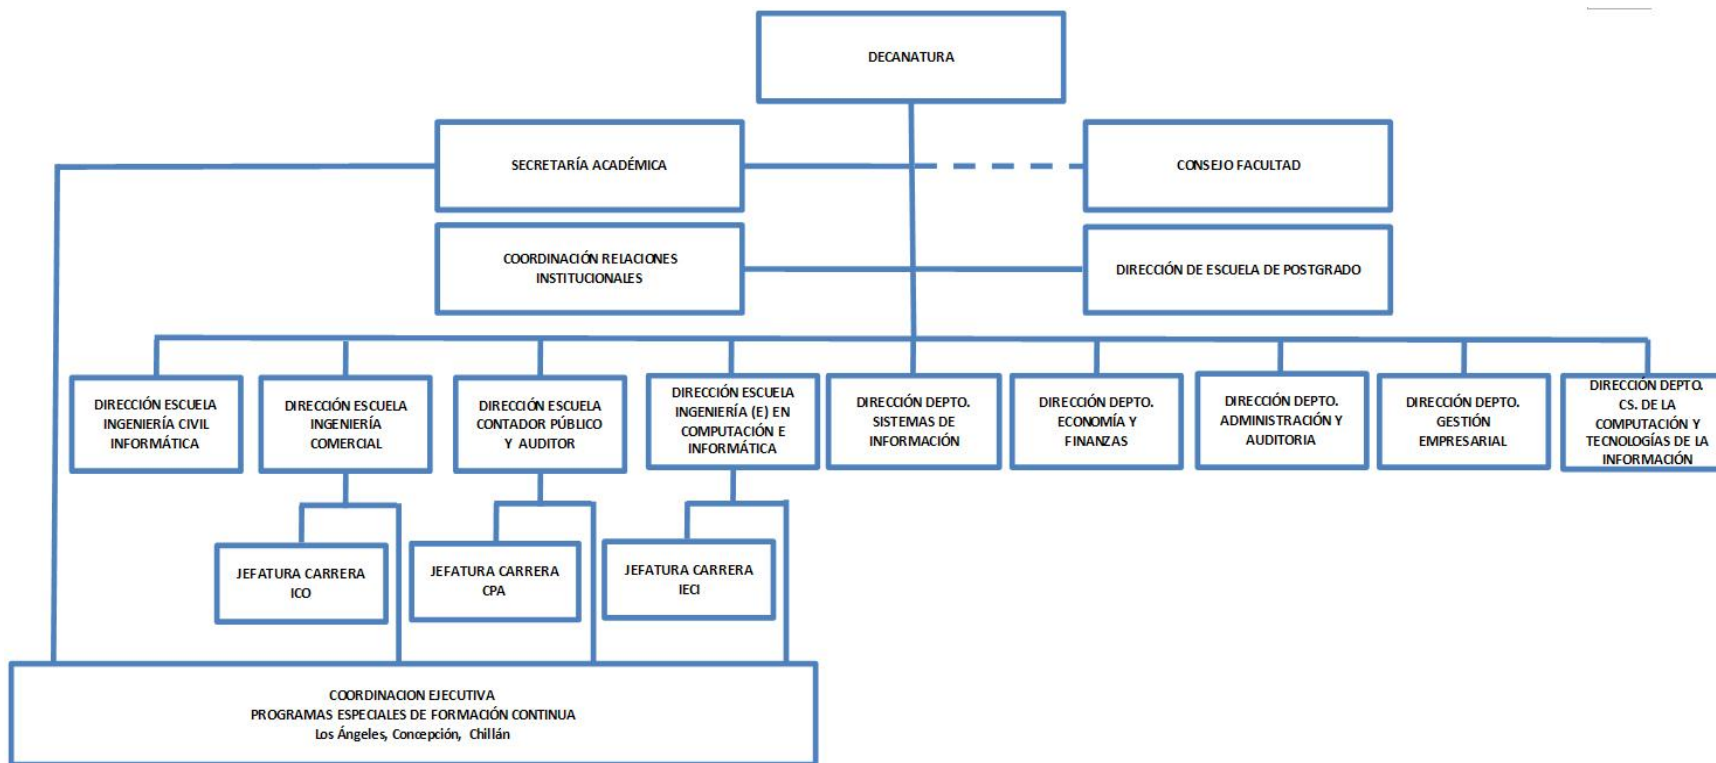 DECANATURA
SECRETARÍA ACADÉMICA
CONSEJO FACULTAD
COORDINACIÓN RELACIONES
INSTITUCIONALES
DIRECCIÓN DE ESCUELA DE POSTGRADO
DIRECCIÓN ESCUELA
INGENIERÍA CIVIL
INFORMÁTICA
DIRECCIÓN ESCUELA
INGENIERÍA
COMERCIAL
DIRECCIÓN ESCUELA
CONTADOR PÚBLICO
Y AUDITOR
DIRECCIÓN ESCUELA
INGENIERÍA (E) EN
COMPUTACIÓN E
INFORMÁTICA
DIRECCIÓN DEPTO.
SISTEMAS DE
INFORMACIÓN
DIRECCIÓN DEPTO.
ECONOMÍA Y
FINANZAS
DIRECCIÓN DEPTO.
ADMINISTRACIÓN Y
AUDITORIA
DIRECCIÓN DEPTO.
GESTIÓN
EMPRESARIAL
DIRECCIÓN DEPTO.
CS. DE LA
COMPUTACIÓN Y
TECNOLOGÍAS DE LA
INFORMACIÓN
JEFATURA CARRERA
ICO
JEFATURA CARRERA
CPA
JEFATURA CARRERA
IECI
COORDINACION EJECUTIVA
PROGRAMAS ESPECIALES DE FORMACIÓN CONTINUA
Los Ángeles, Concepción, Chillán